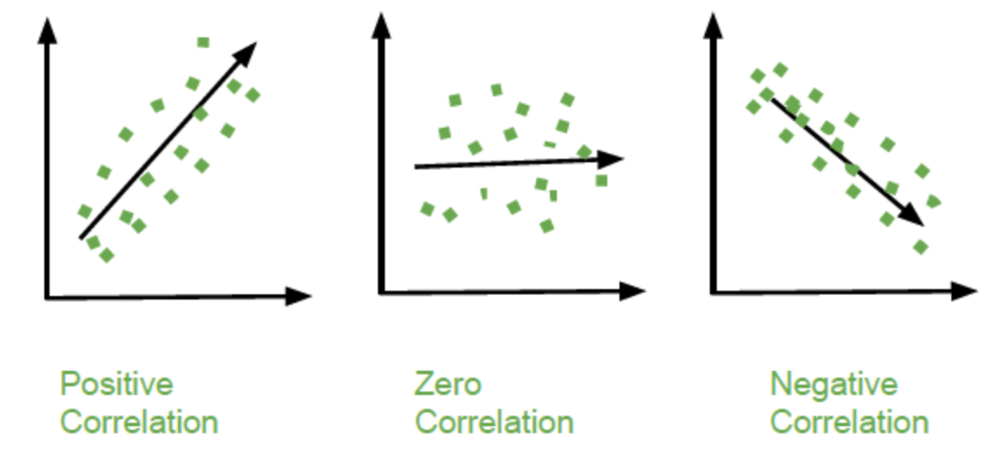 Positive
Correlation
Zero
Correlation
Negative
Correlation